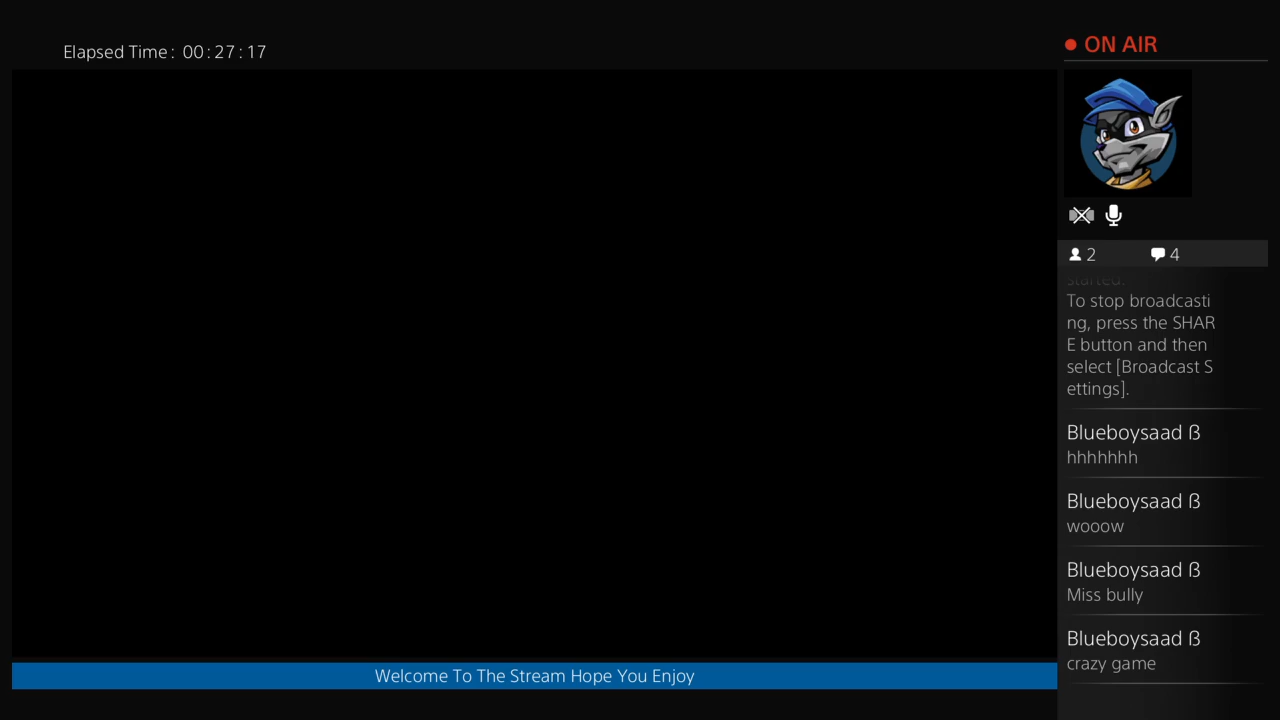 Elapsed Time: 00:27:17
ON AIR
2
4
started.
To stop broadcasti
ng, press the SHAR
E button and then
select [Broadcast S
ettings].
Blueboysaad ß
hhhhhhh
Blueboysaad ß
wooow
Blueboysaad ß
Miss bully
Blueboysaad ß
crazy game
Welcome To The Stream Hope You Enjoy